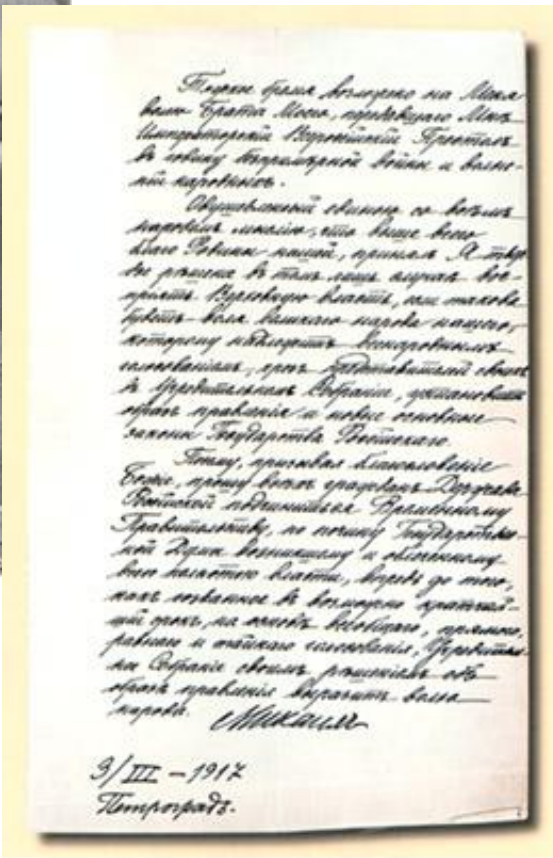 Тяжкое бремя возложено на Меня
волею Брата Моего, передавшаго Мнѣ
Императорскій Всероссійскій Престолъ
въ годину безпримѣрной войны и волне-
ній народныхъ.
Одушевленный единою со всѣмъ
народомъ мыслію, что выше всего
благо Родины нашей, принялъ Я твер-
дое рѣшеніе въ томъ лишь случаѣ вос-
пріять Верховную власть, если такова
будетъ воля великаго народа нашего,
которому надлежитъ всенароднымъ
голосованіемъ, чрезъ представителей своихъ
въ Учредительномъ Собраніи, установить
образъ правленія и новые основные
законы Государства Россійскаго.
Посему, призывая благословеніе
Божіе, прошу всѣхъ гражданъ Державы
Россійской подчиниться Временному
Правительству, по почину Государствен-
ной Думы возникшему и облеченному
всею полнотою власти, впредь до того,
какъ созванное въ возможно кратчай-
шій срокъ, на основѣ всеобщаго, прямого,
равнаго и тайнаго голосованія, Учредитель-
ное Собраніе своимъ рѣшеніемъ объ
образѣ правленія выразитъ волю
народа.
Михаилъ
3/III – 1917
Петроградъ.